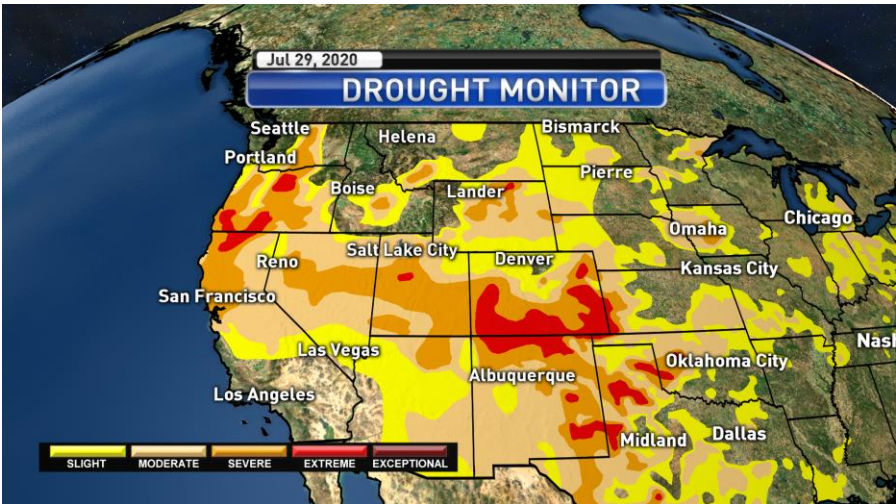 Jul 29, 2020
DROUGHT MONITOR
Seattle
Helena
Bismarck
Portland
Boise
Lander
Pierre
Chicago
Omaha
Salt Lake City
Reno
Denver
Kansas City
San Francisco
Las Vegas
Nash
Oklahoma City
Albuquerque
Los Angeles
Midland
Dallas
SLIGHT MODERATE SEVERE EXTREME EXCEPTIONAL